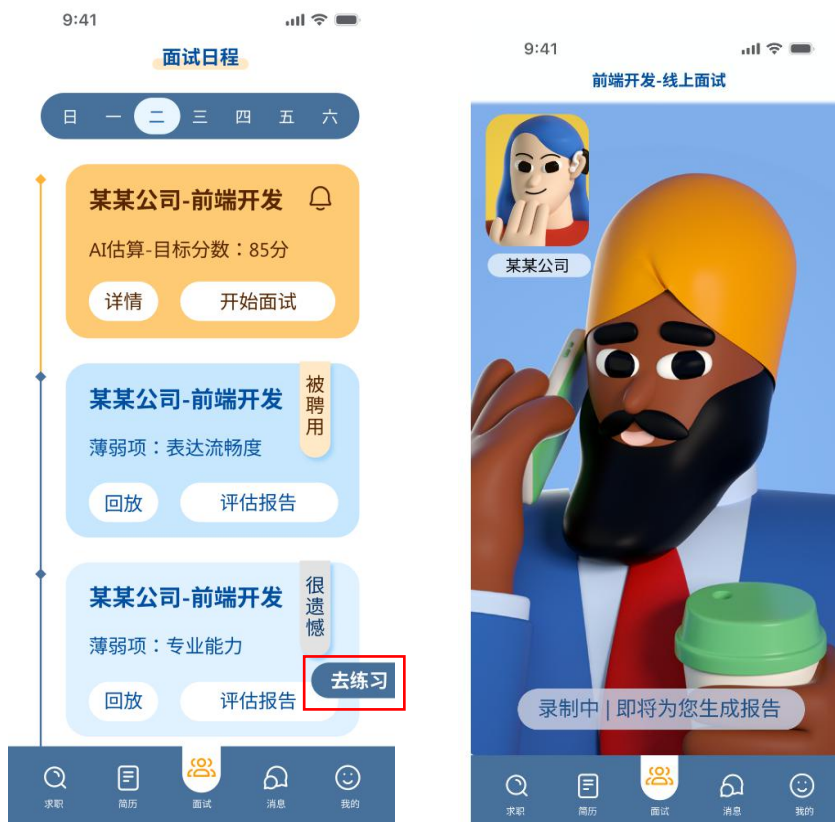 9:41
面试日程
日 一 二 三 四 五 六
某某公司-前端开发
AI估算-目标分数：85分
详情 开始面试
某某公司-前端开发
被聘用
薄弱项：表达流畅度
回放 评估报告
某某公司-前端开发
很遗憾
薄弱项：专业能力
去练习
回放 评估报告
求职 简历 面试 消息 我的
9:41
前端开发-线上面试
某某公司
录制中 | 即将为您生成报告
求职 简历 面试 消息 我的